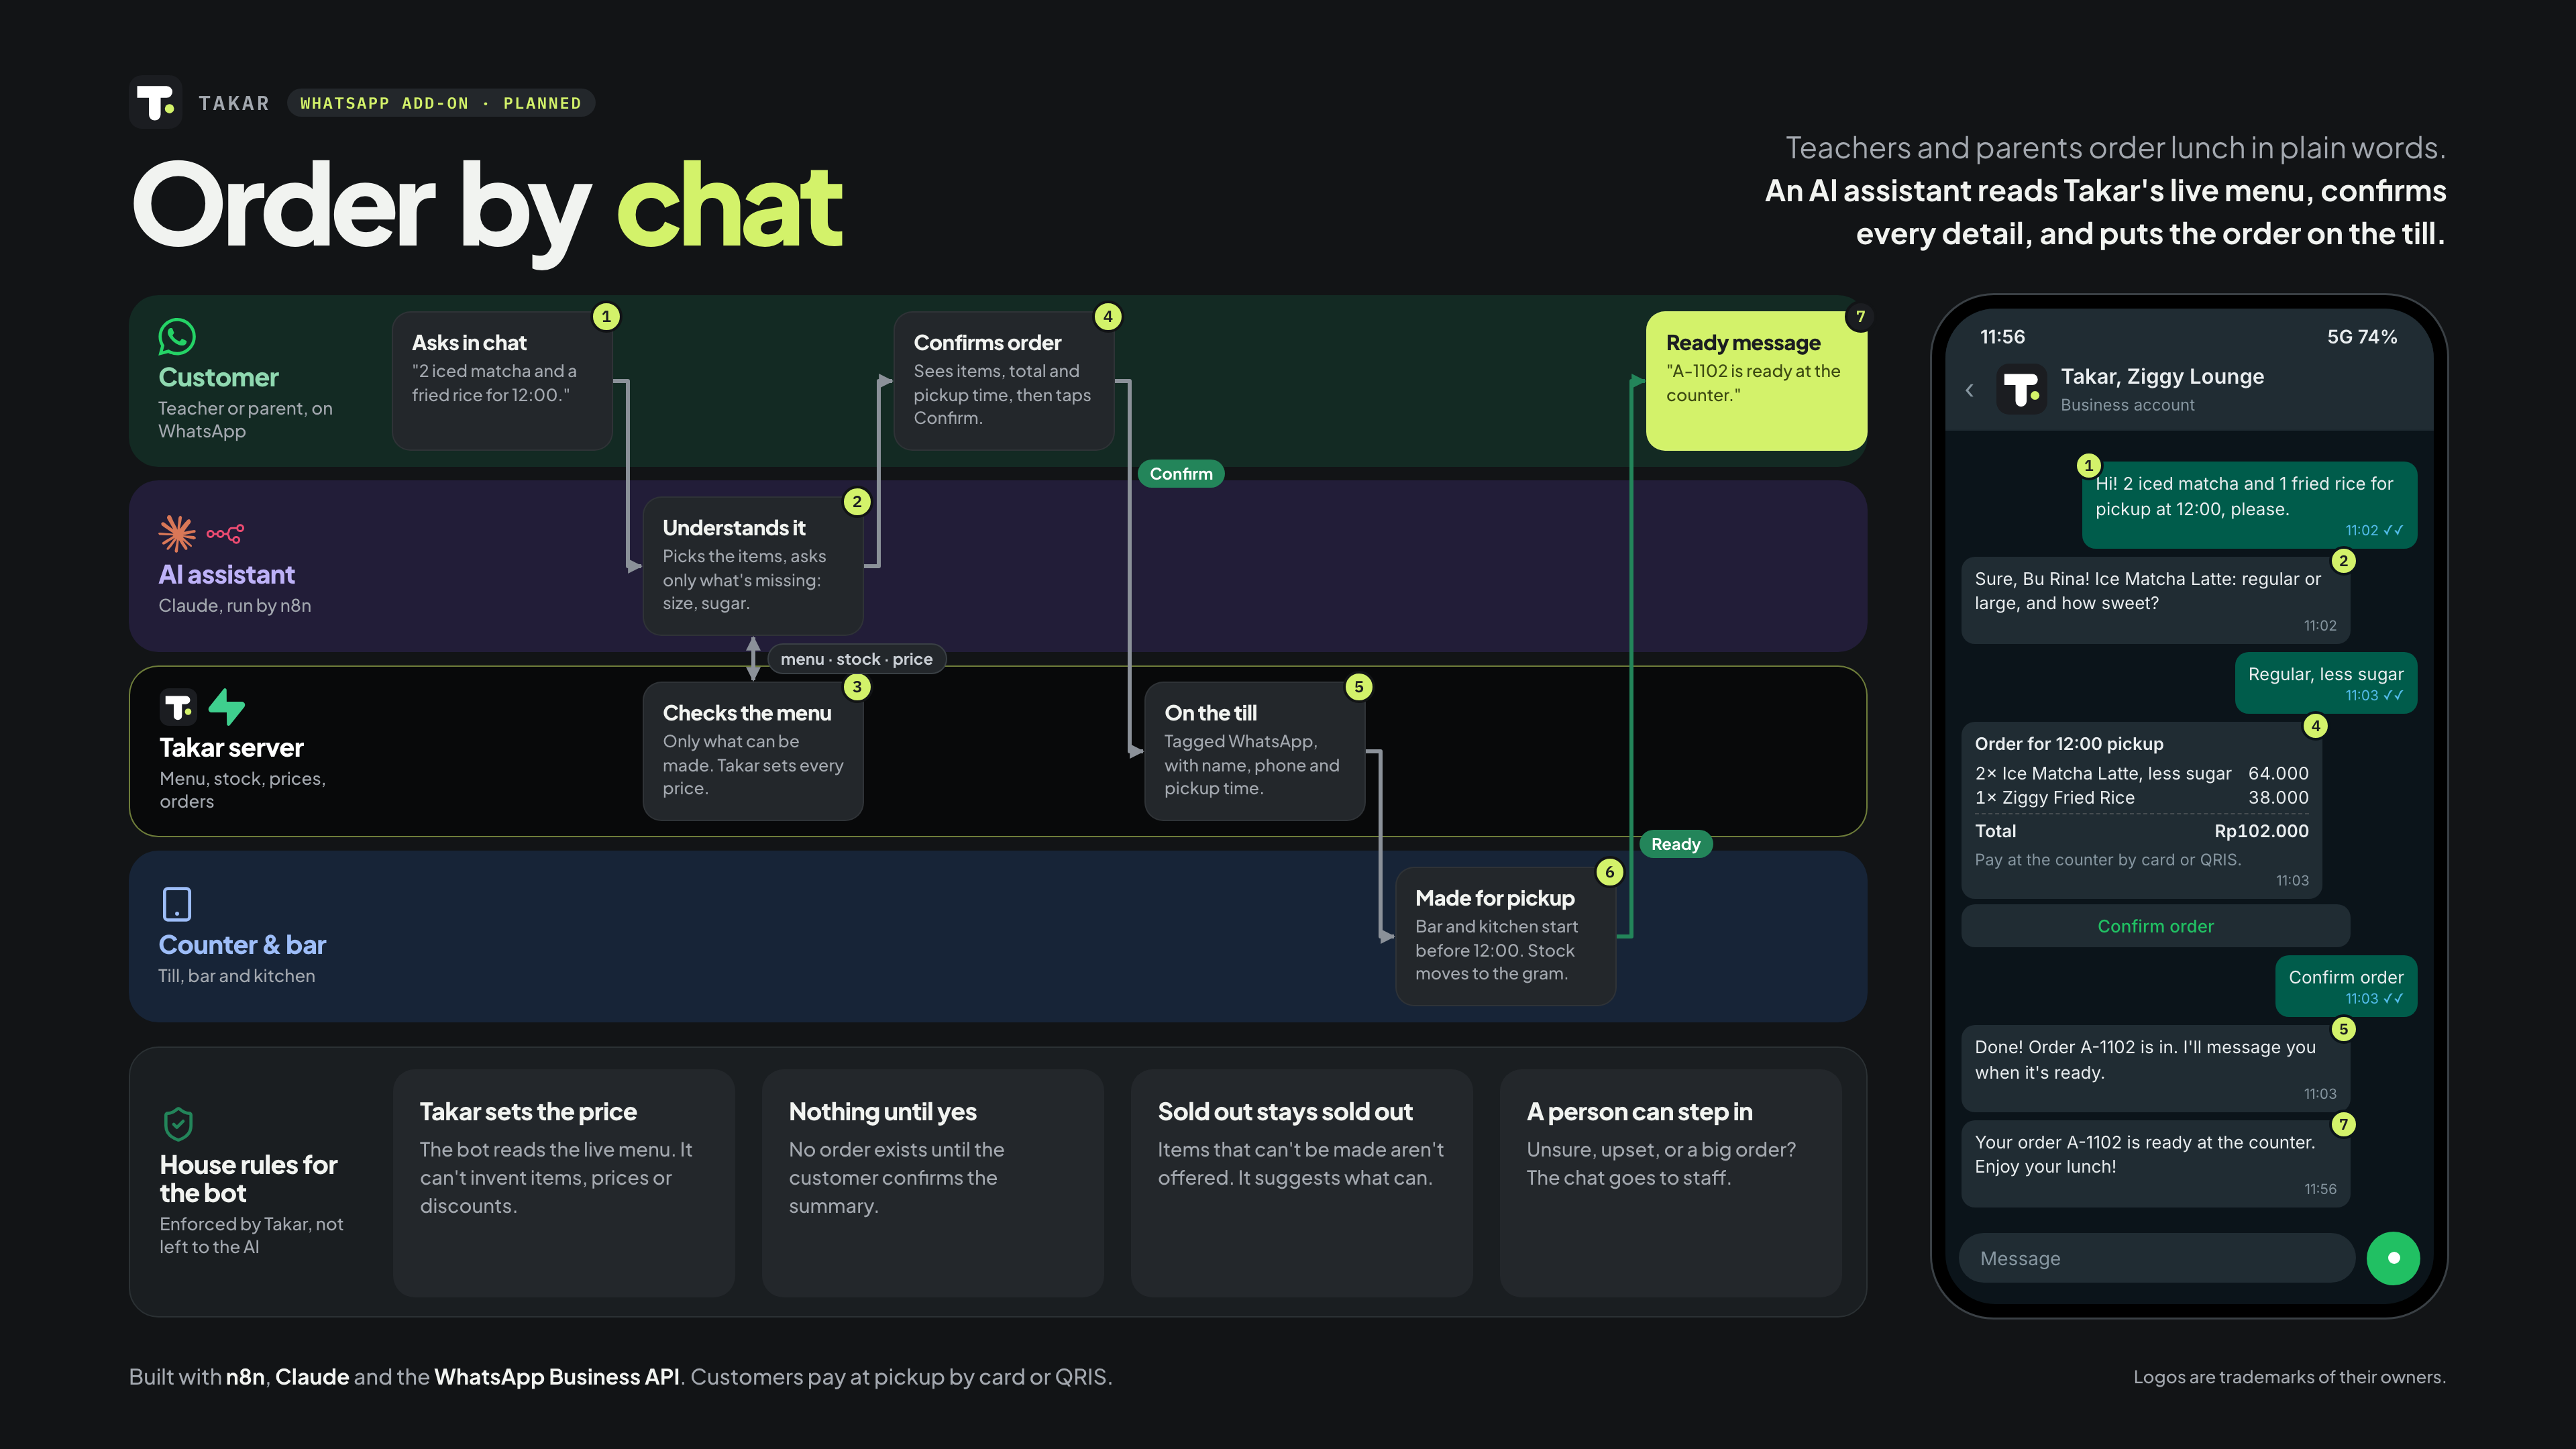 T.
TAKAR
WHATSAPP ADD-ON · PLANNED
Order by chat
Teachers and parents order lunch in plain words.
An AI assistant reads Takar's live menu, confirms
every detail, and puts the order on the till.
Customer
Teacher or parent, on
WhatsApp
1
Asks in chat
"2 iced matcha and a
fried rice for 12:00."
4
Confirms order
Sees items, total and
pickup time, then taps
Confirm.
7
Ready message
"A-1102 is ready at the
counter."
Confirm
AI assistant
Claude, run by n8n
2
Understands it
Picks the items, asks
only what's missing:
size, sugar.
menu · stock · price
T.
Takar server
Menu, stock, prices,
orders
3
Checks the menu
Only what can be
made. Takar sets every
price.
5
On the till
Tagged WhatsApp,
with name, phone and
pickup time.
Ready
Counter & bar
Till, bar and kitchen
6
Made for pickup
Bar and kitchen start
before 12:00. Stock
moves to the gram.
House rules for
the bot
Enforced by Takar, not
left to the AI
Takar sets the price
The bot reads the live menu. It
can't invent items, prices or
discounts.
Nothing until yes
No order exists until the
customer confirms the
summary.
Sold out stays sold out
Items that can't be made aren't
offered. It suggests what can.
A person can step in
Unsure, upset, or a big order?
The chat goes to staff.
11:56
5G 74%
T.
Takar, Ziggy Lounge
Business account
1
Hi! 2 iced matcha and 1 fried rice for
pickup at 12:00, please.
11:02 ✓✓
2
Sure, Bu Rina! Ice Matcha Latte: regular or
large, and how sweet?
11:02
Regular, less sugar
11:03 ✓✓
4
Order for 12:00 pickup
2× Ice Matcha Latte, less sugar 64.000
1× Ziggy Fried Rice 38.000
Total Rp102.000
Pay at the counter by card or QRIS.
11:03
Confirm order
Confirm order
11:03 ✓✓
5
Done! Order A-1102 is in. I'll message you
when it's ready.
11:03
7
Your order A-1102 is ready at the counter.
Enjoy your lunch!
11:56
Message
Built with n8n, Claude and the WhatsApp Business API. Customers pay at pickup by card or QRIS.
Logos are trademarks of their owners.